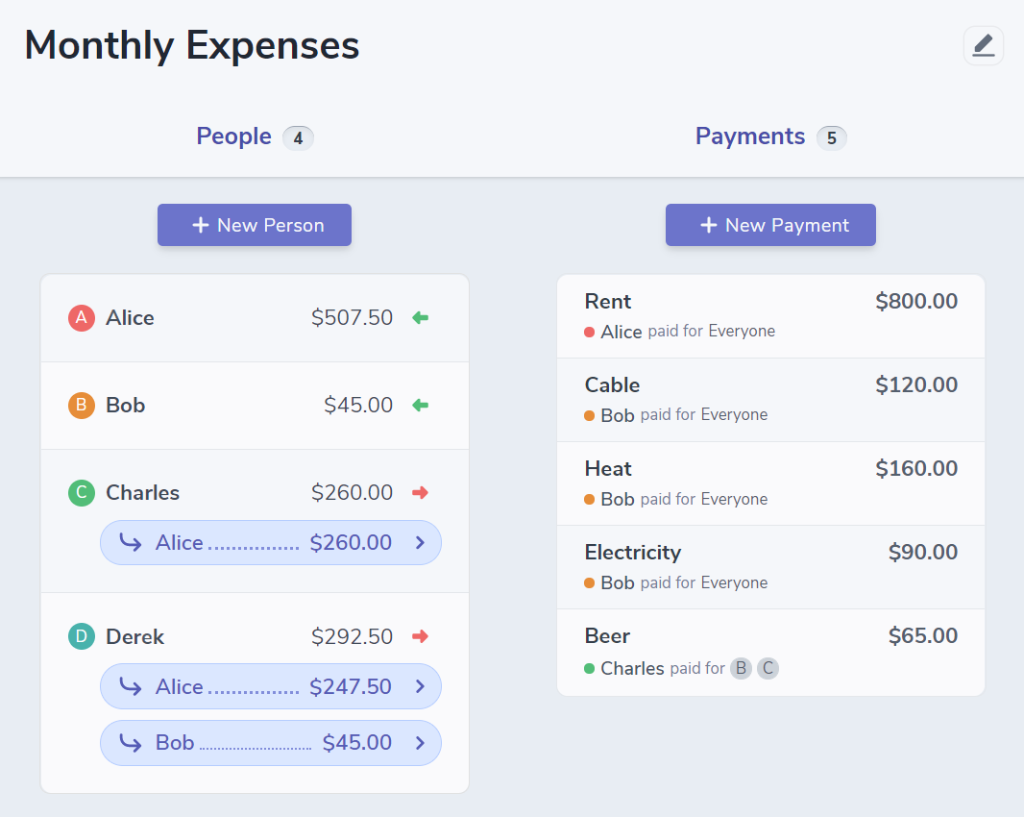 Monthly Expenses
People 4
Payments 5
+ New Person
A Alice $507.50
B Bob $45.00
C Charles $260.00
Alice $260.00
D Derek $292.50
Alice $247.50
Bob $45.00
+ New Payment
Rent $800.00
Alice paid for Everyone
Cable $120.00
Bob paid for Everyone
Heat $160.00
Bob paid for Everyone
Electricity $90.00
Bob paid for Everyone
Beer $65.00
Charles paid for B C